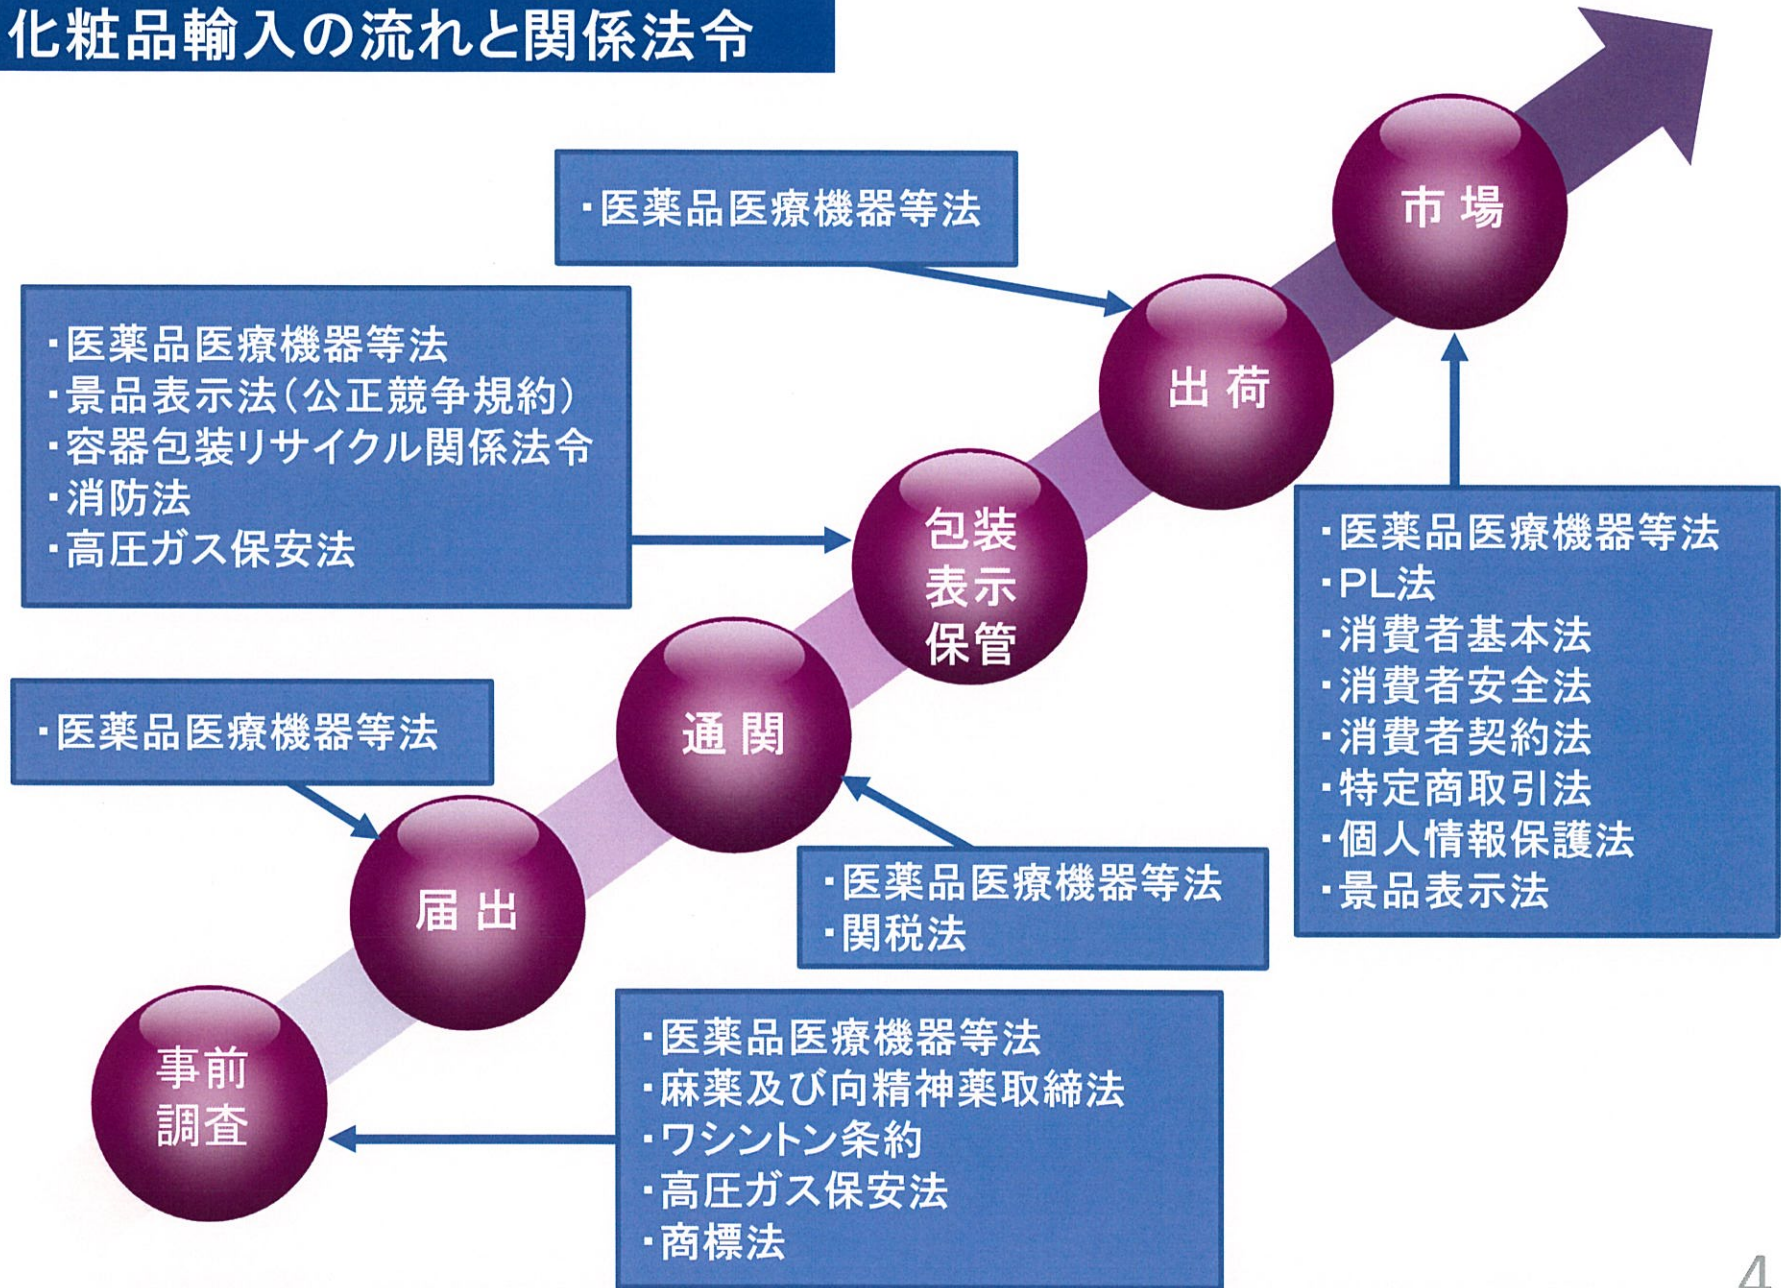 化粧品輸入の流れと関係法令
・医薬品医療機器等法
市場
・医薬品医療機器等法
・景品表示法(公正競争規約)
・容器包装リサイクル関係法令
・消防法
・高圧ガス保安法
出荷
包装
表示
保管
・医薬品医療機器等法
・PL法
・消費者基本法
・消費者安全法
・消費者契約法
・特定商取引法
・個人情報保護法
・景品表示法
・医薬品医療機器等法
通関
届出
・医薬品医療機器等法
・関税法
事前
調査
・医薬品医療機器等法
・麻薬及び向精神薬取締法
・ワシントン条約
・高圧ガス保安法
・商標法
4